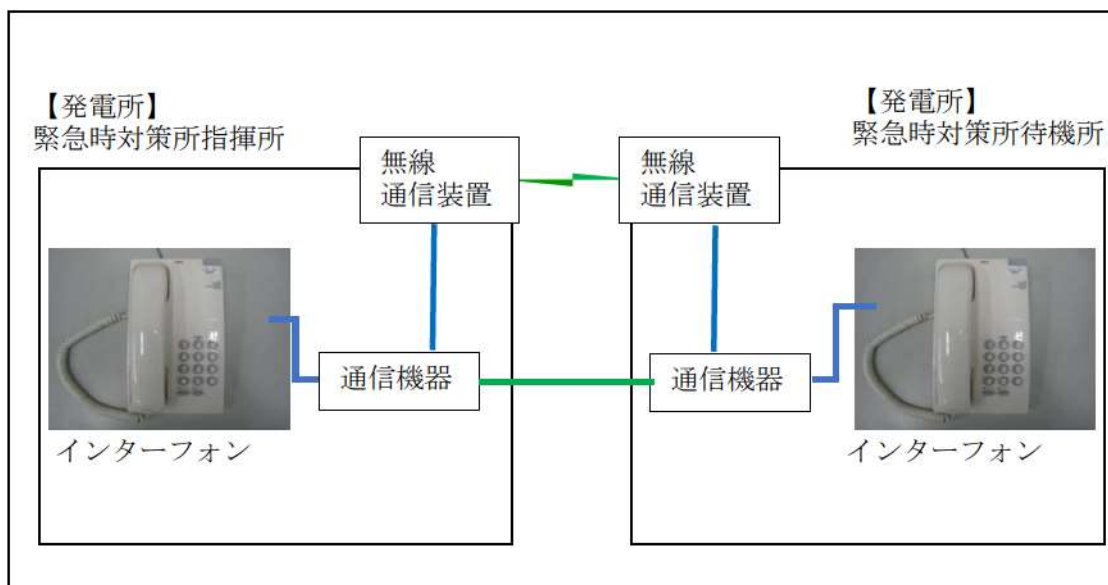 【発電所】
緊急時対策所指揮所
【発電所】
緊急時対策所待機所
無線
通信装置
無線
通信装置
通信機器
通信機器
インターフォン
インターフォン